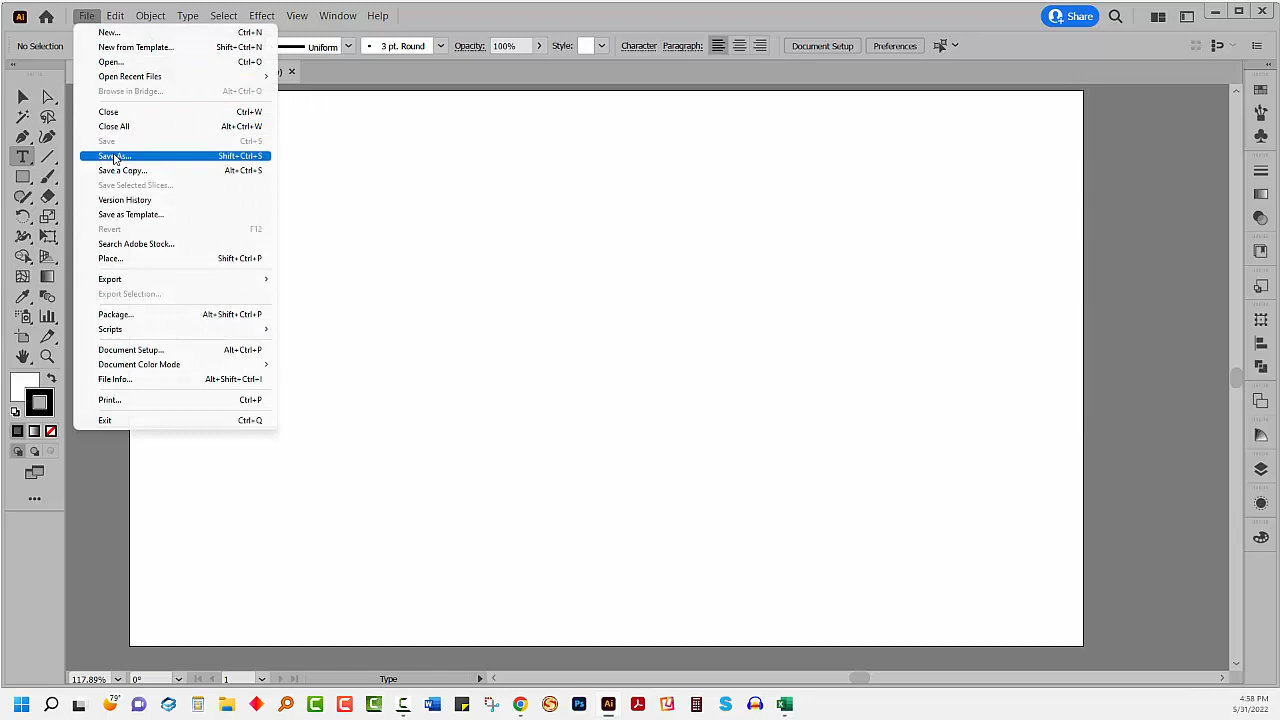 Ai File Edit Object Type Select Effect View Window Help Share
No Selection Uniform 3 pt. Round Opacity: 100% Style: Character Paragraph: Document Setup Preferences
New... Ctrl+N
New from Template... Shift+Ctrl+N
Open... Ctrl+O
Open Recent Files
Browse in Bridge... Alt+Ctrl+O
Close Ctrl+W
Close All Alt+Ctrl+W
Save Ctrl+S
Save As... Shift+Ctrl+S
Save a Copy... Alt+Ctrl+S
Save Selected Slices...
Version History
Save as Template...
Revert F12
Search Adobe Stock...
Place... Shift+Ctrl+P
Export
Export Selection...
Package... Alt+Shift+Ctrl+P
Scripts
Document Setup... Alt+Ctrl+P
Document Color Mode
File Info... Alt+Shift+Ctrl+I
Print... Ctrl+P
Exit Ctrl+Q
117.89% 0° 1 Type
79° Ps Ai
4:58 PM
5/31/2022